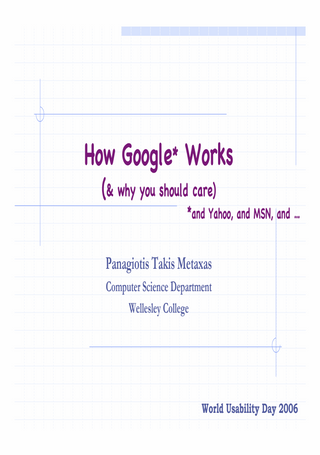 How Google* Works
(& why you should care)
*and Yahoo, and MSN, and ...
Panagiotis Takis Metaxas
Computer Science Department
Wellesley College
World Usability Day 2006